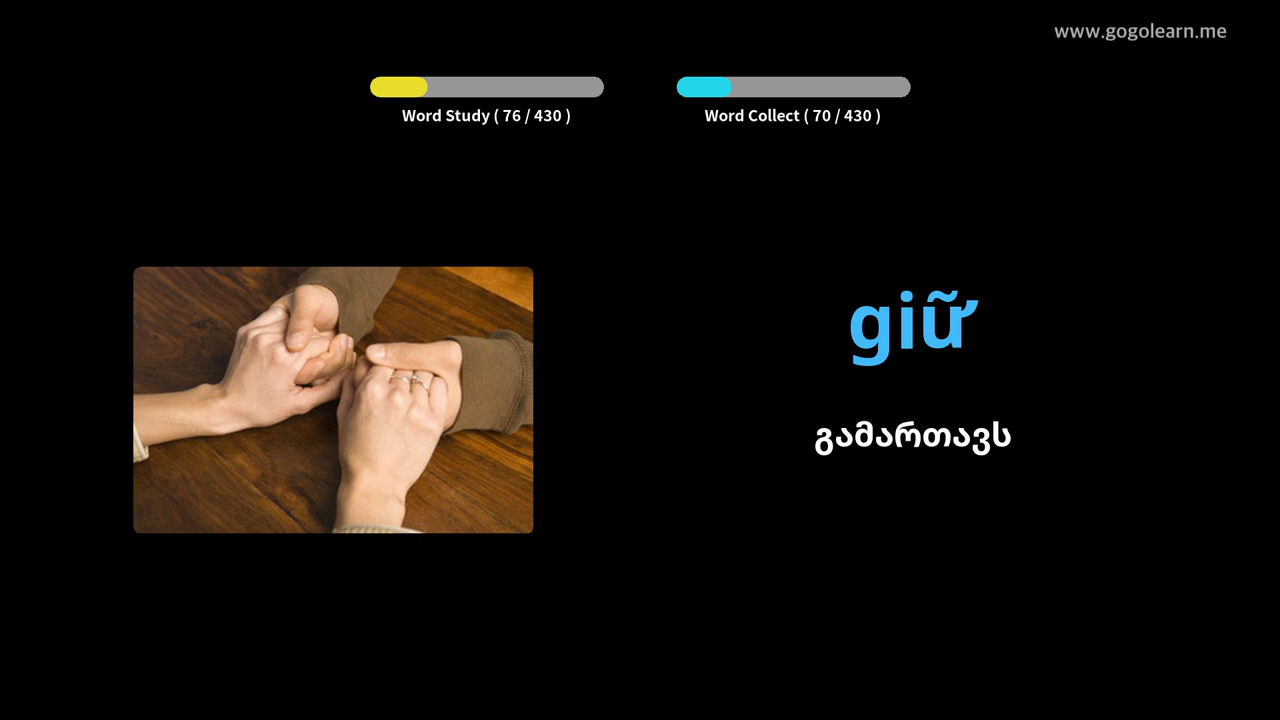 www.gogolearn.me
Word Study ( 76 / 430 )
Word Collect ( 70 / 430 )
giữ
გამართავს